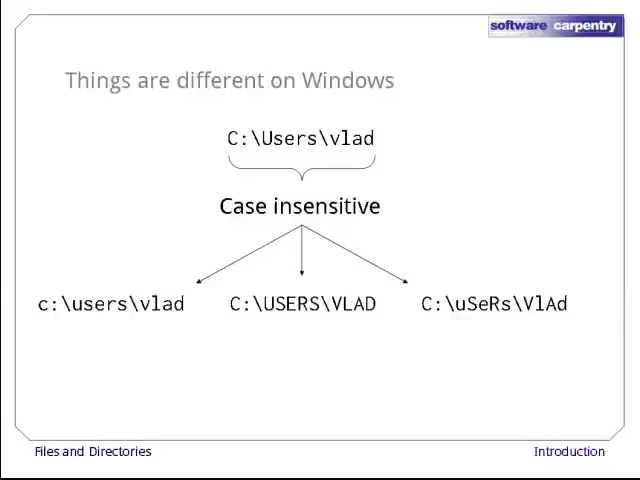 software carpentry
Things are different on Windows
C:\Users\vlad
Case insensitive
c:\users\vlad C:\USERS\VLAD C:\uSeRs\VlAd
Files and Directories Introduction